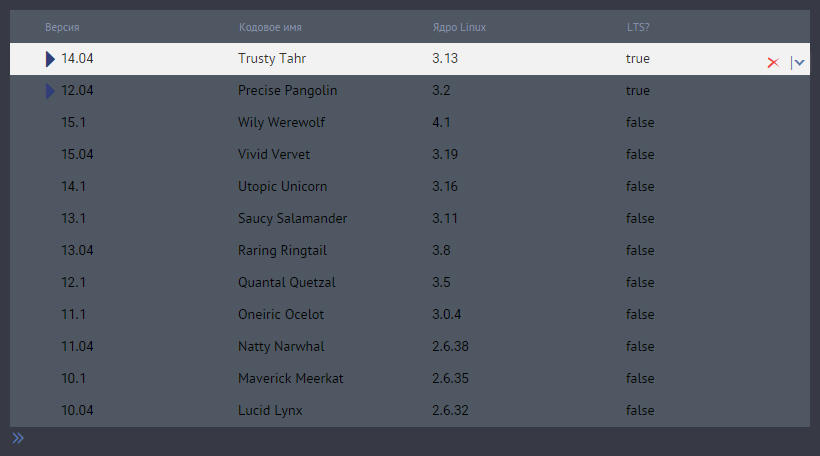 Версия Кодовое имя Ядро Linux LTS?
14.04 Trusty Tahr 3.13 true
12.04 Precise Pangolin 3.2 true
15.1 Wily Werewolf 4.1 false
15.04 Vivid Vervet 3.19 false
14.1 Utopic Unicorn 3.16 false
13.1 Saucy Salamander 3.11 false
13.04 Raring Ringtail 3.8 false
12.1 Quantal Quetzal 3.5 false
11.1 Oneiric Ocelot 3.0.4 false
11.04 Natty Narwhal 2.6.38 false
10.1 Maverick Meerkat 2.6.35 false
10.04 Lucid Lynx 2.6.32 false